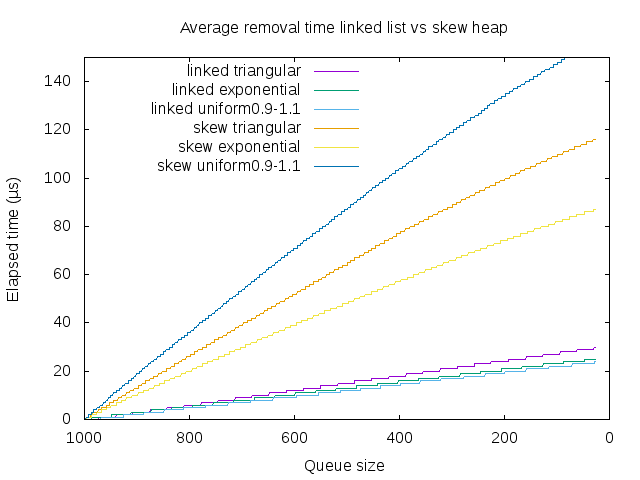 Average removal time linked list vs skew heap
linked triangular
linked exponential
linked uniform0.9-1.1
skew triangular
skew exponential
skew uniform0.9-1.1
Elapsed time (µs)
140
120
100
80
60
40
20
0
1000 800 600 400 200 0
Queue size